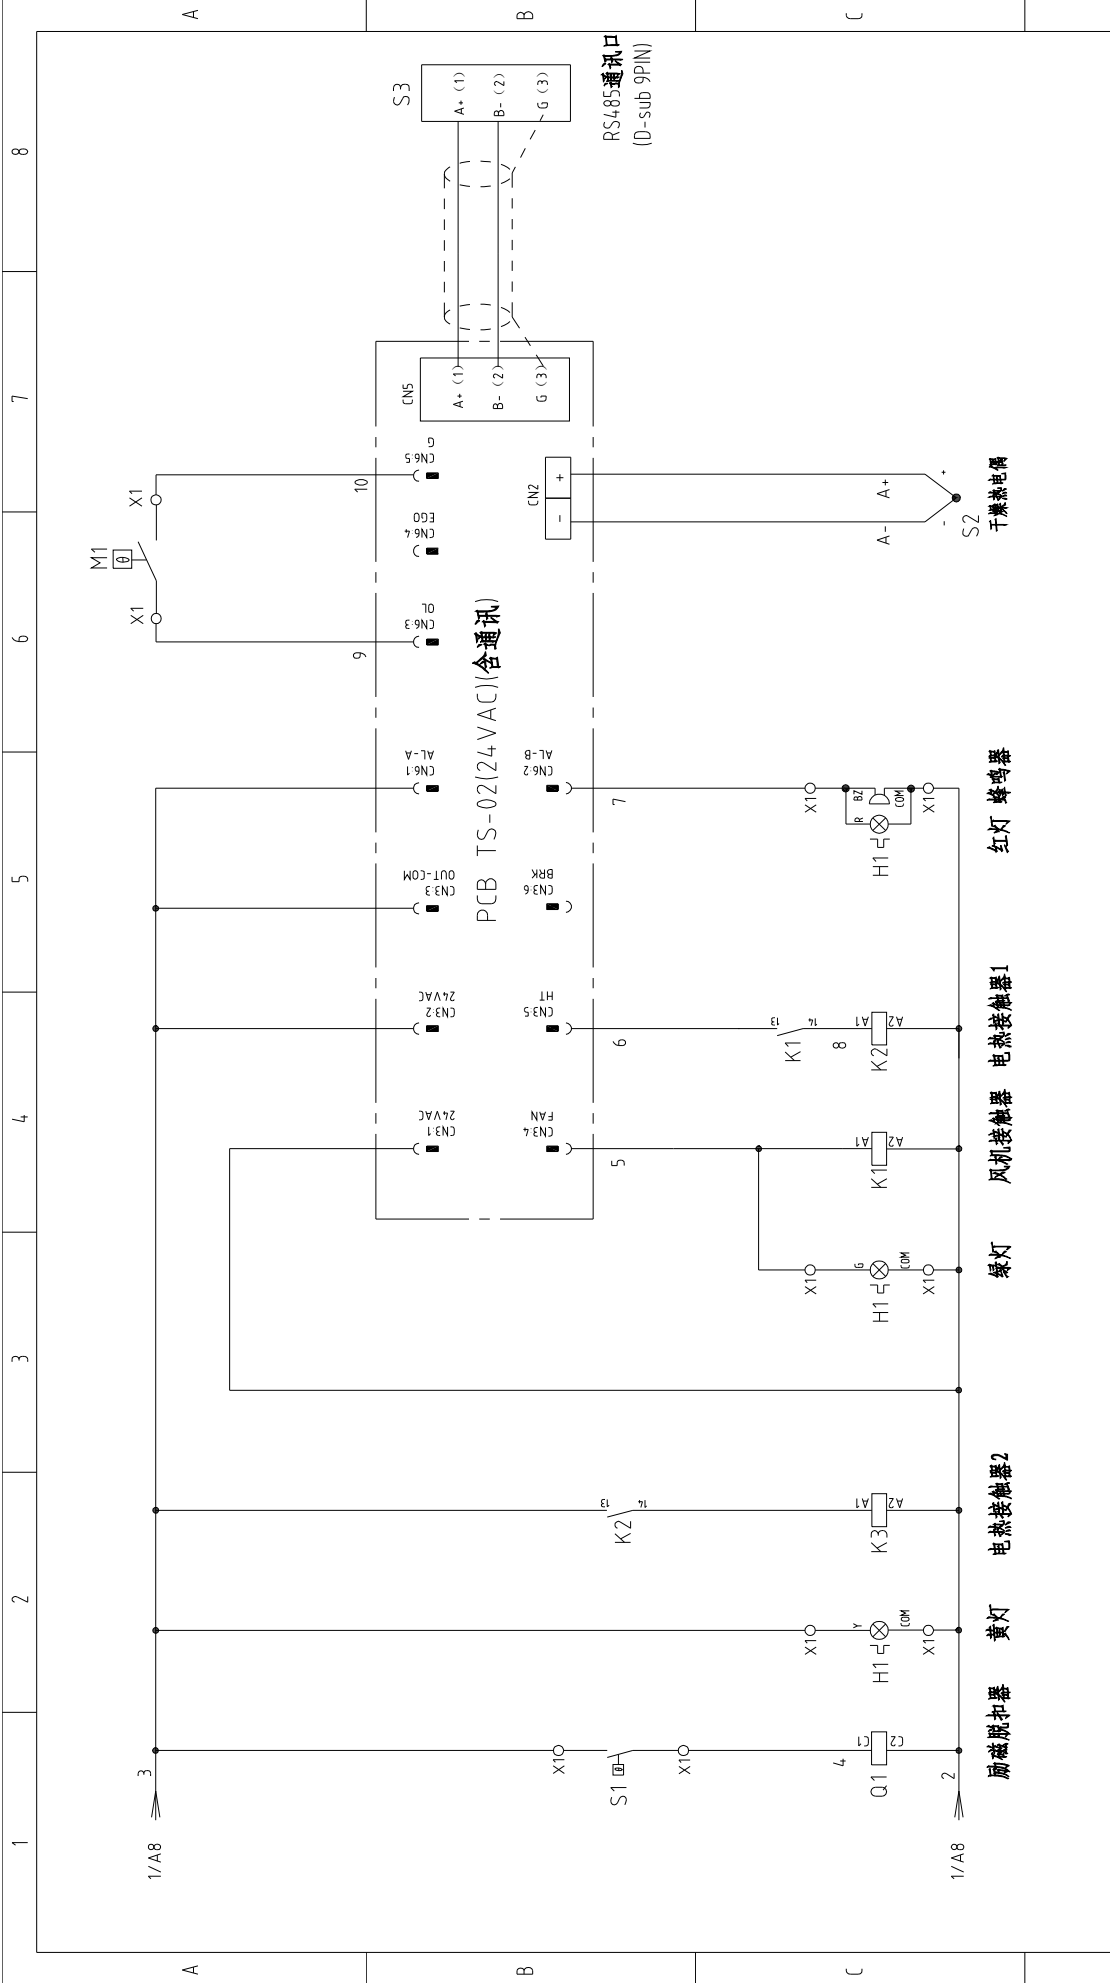 1
2
3
4
5
6
7
8
A
B
C
A
B
C
1/A8
3
1/A8
2
X1
S1
θ
X1
4
Q1
C1
C2
励磁脱扣器
X1
Y
H1
COM
X1
黄灯
13
14
K2
A1
A2
K3
电热接触器2
X1
G
H1
COM
X1
绿灯
CN3:1
24VAC
CN3:4
FAN
5
A1
A2
K1
风机接触器
CN3:2
24VAC
CN3:5
HT
6
13
14
K1
8
A1
A2
K2
电热接触器1
CN3:3
OUT-COM
CN3:6
BRK
CN6:1
AL-A
CN6:2
AL-B
7
X1
R
BZ
H1
COM
X1
红灯 蜂鸣器
PCB TS-02(24VAC)(含通讯)
M1
θ
X1
X1
9
10
CN6:3
OL
CN6:4
EGO
CN6:5
G
CN2
- +
A-
A+
-
+
S2
干燥热电偶
CN5
A+ (1)
B- (2)
G (3)
S3
A+ (1)
B- (2)
G (3)
RS485通讯口
(D-sub 9PIN)